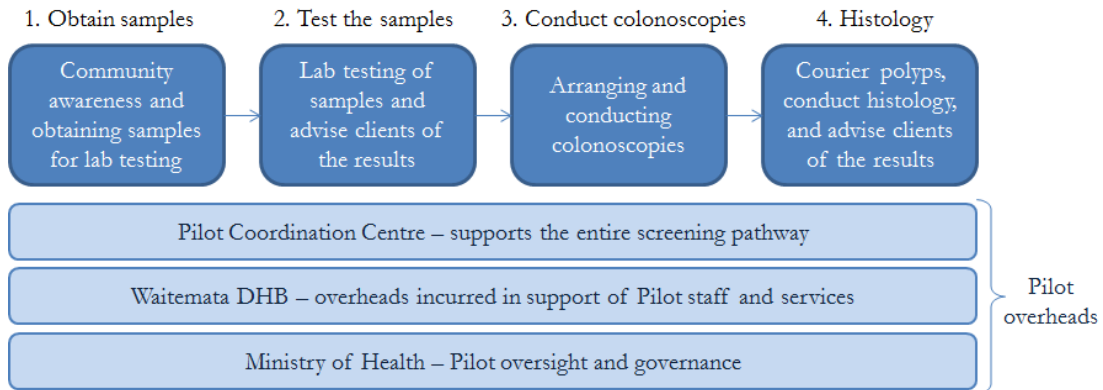 1. Obtain samples
2. Test the samples
3. Conduct colonoscopies
4. Histology
Community
awareness and
obtaining samples
for lab testing
Lab testing of
samples and
advise clients of
the results
Arranging and
conducting
colonoscopies
Courier polyps,
conduct histology,
and advise clients
of the results
Pilot Coordination Centre – supports the entire screening pathway
Waitemata DHB – overheads incurred in support of Pilot staff and services
Ministry of Health – Pilot oversight and governance
Pilot
overheads